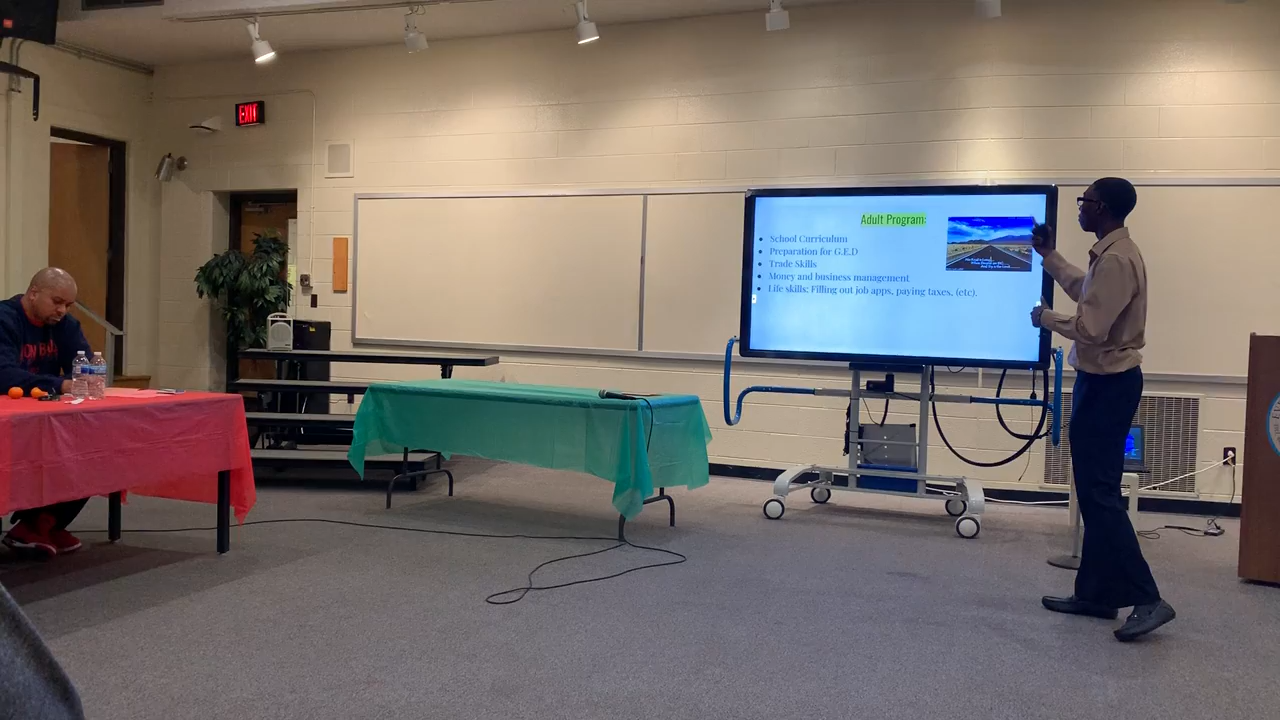 EXIT
Adult Program:
School Curriculum
Preparation for G.E.D
Trade Skills
Money and business management
Life skills: Filling out job apps, paying taxes, (etc).